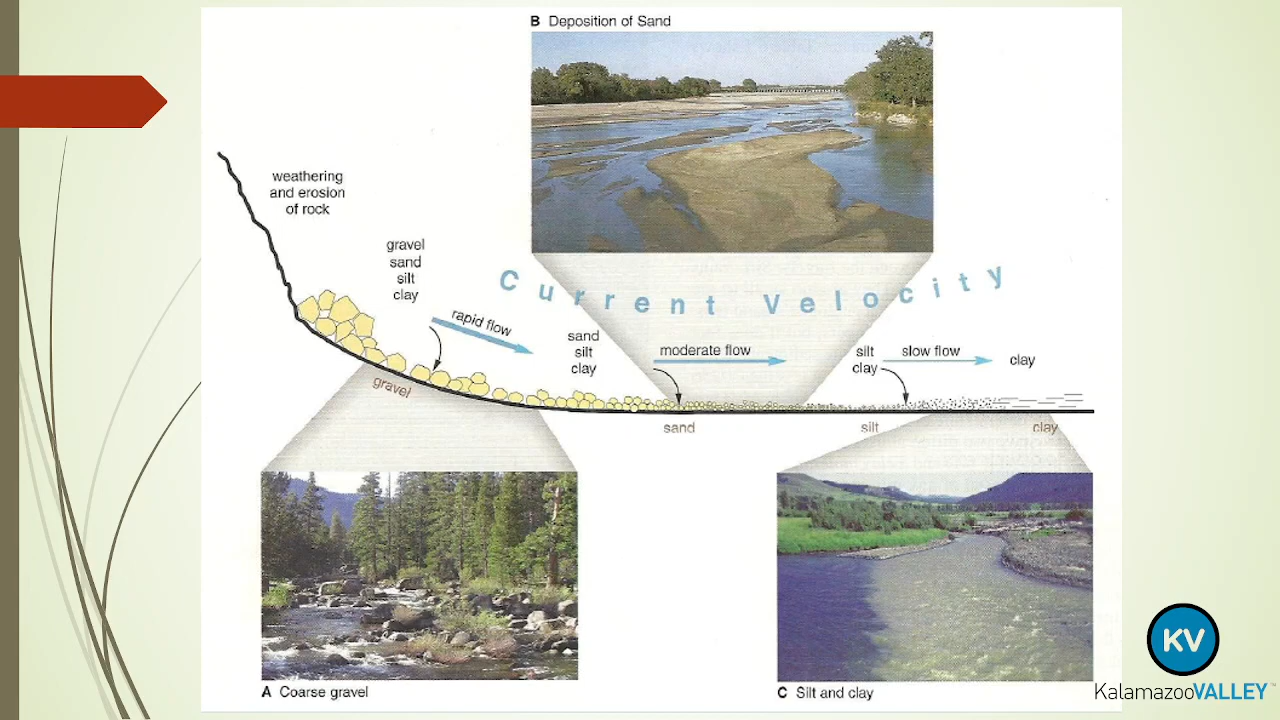 B Deposition of Sand
weathering
and erosion
of rock
gravel
sand
silt
clay
Current Velocity
rapid flow
sand
silt
clay
moderate flow
silt
clay
slow flow
clay
gravel
sand
silt
clay
A Coarse gravel
C Silt and clay
KV
KalamazooVALLEY™